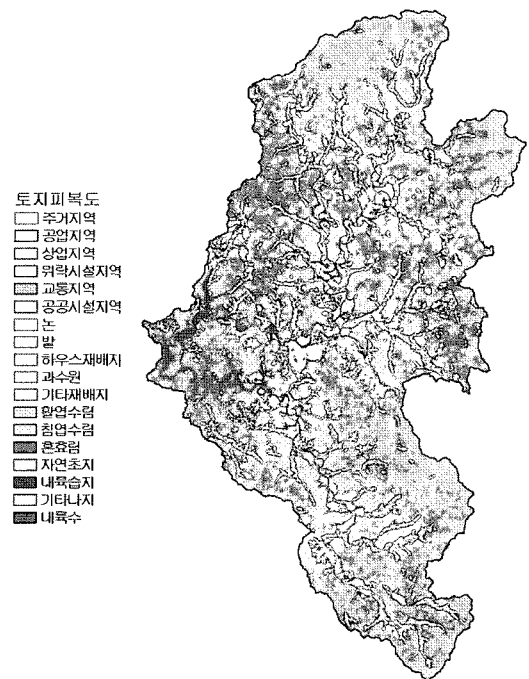 토지피복도
주거지역
공업지역
상업지역
위락시설지역
교통지역
공공시설지역
논
밭
하우스재배지
과수원
기타재배지
활엽수림
침엽수림
혼효림
자연초지
내륙습지
기타나지
내륙수